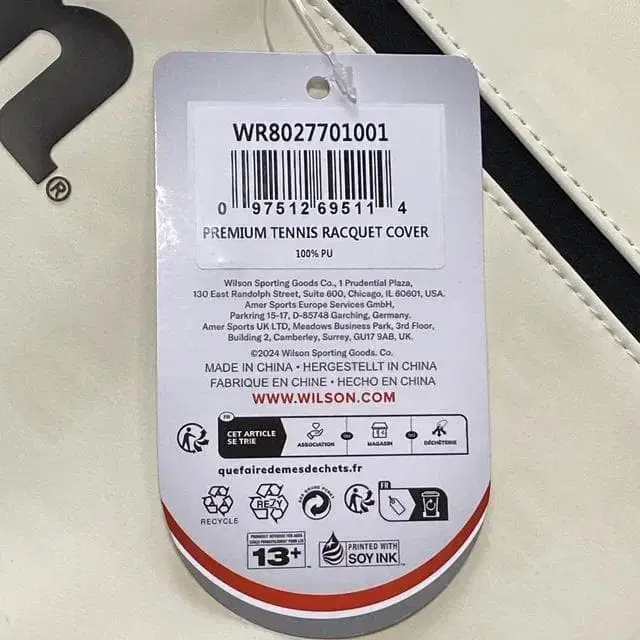 n®
WR8027701001
0 97512 69511 4
PREMIUM TENNIS RACQUET COVER
100% PU
Wilson Sporting Goods Co., 1 Prudential Plaza,
130 East Randolph Street, Suite 600, Chicago, IL 60601, USA.
Amer Sports Europe Services GmbH,
Parkring 15-17, D-85748 Garching, Germany.
Amer Sports UK LTD, Meadows Business Park, 3rd Floor,
Building 2, Camberley, Surrey, GU17 9AB, UK.
©2024 Wilson Sporting Goods. Co.
MADE IN CHINA • HERGESTELLT IN CHINA
FABRIQUE EN CHINE • HECHO EN CHINA
WWW.WILSON.COM
FR
CET ARTICLE
SE TRIE
ASSOCIATION
OU
MAGASIN
OU
DÉCHÈTERIE
quefairedemesdechets.fr
RECYCLE
FR
13+
PRINTED WITH
SOY INK